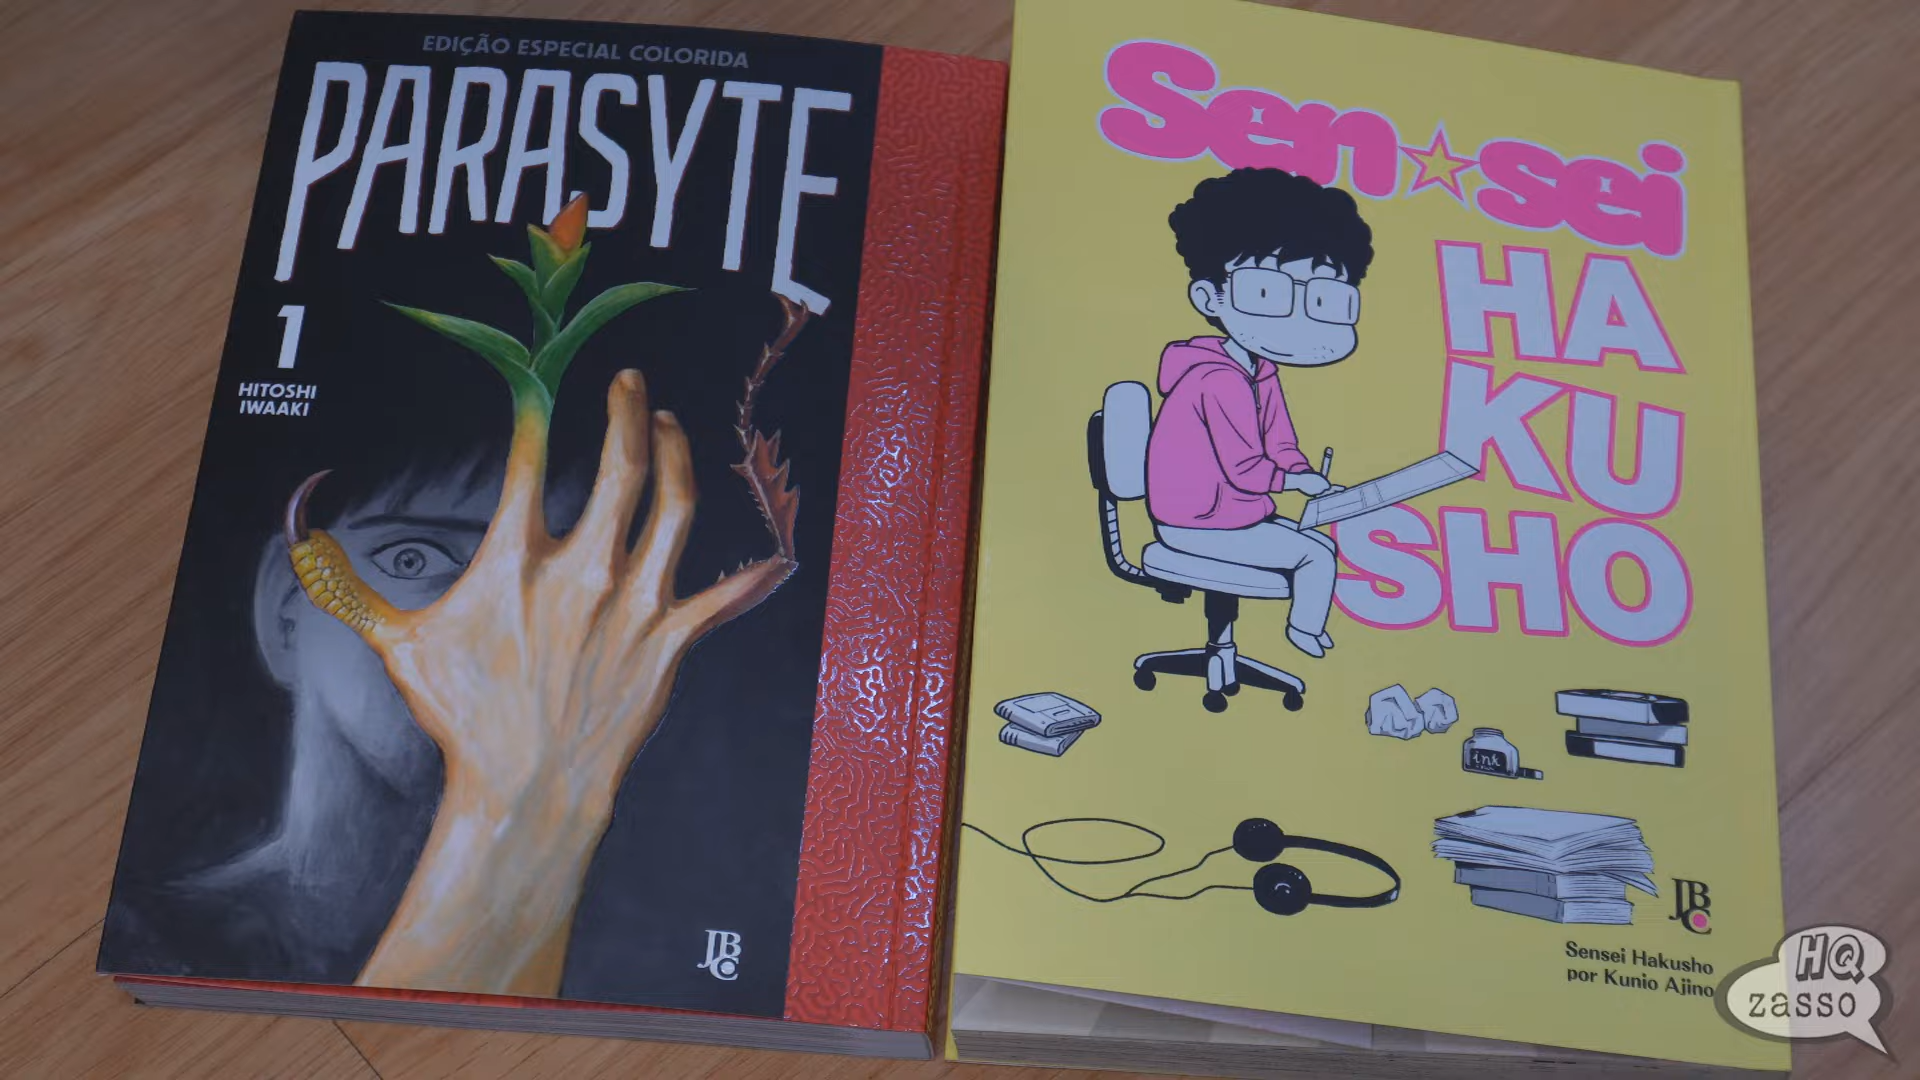 EDIÇÃO ESPECIAL COLORIDA
PARASYTE
1
HITOSHI
IWAAKI
JBC
Sen☆sei
HA
KU
SHO
ink
JBC
Sensei Hakusho
por Kunio Ajino
HQ
zasso